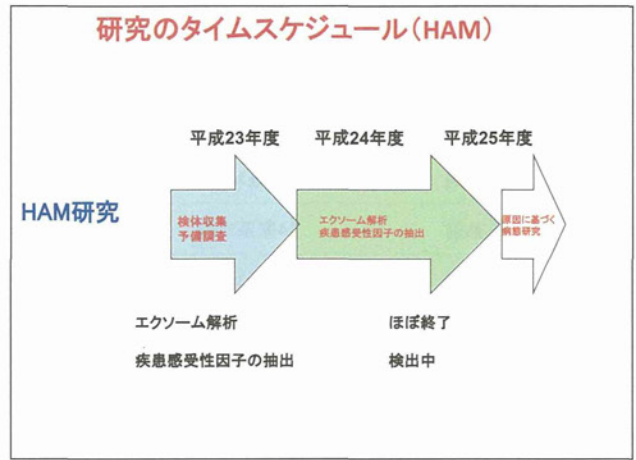 研究のタイムスケジュール（HAM）
平成23年度 平成24年度 平成25年度
HAM研究
検体収集
予備調査
エクソーム解析
疾患感受性因子の抽出
原因に基づく
病態研究
エクソーム解析 ほぼ終了
疾患感受性因子の抽出 検出中